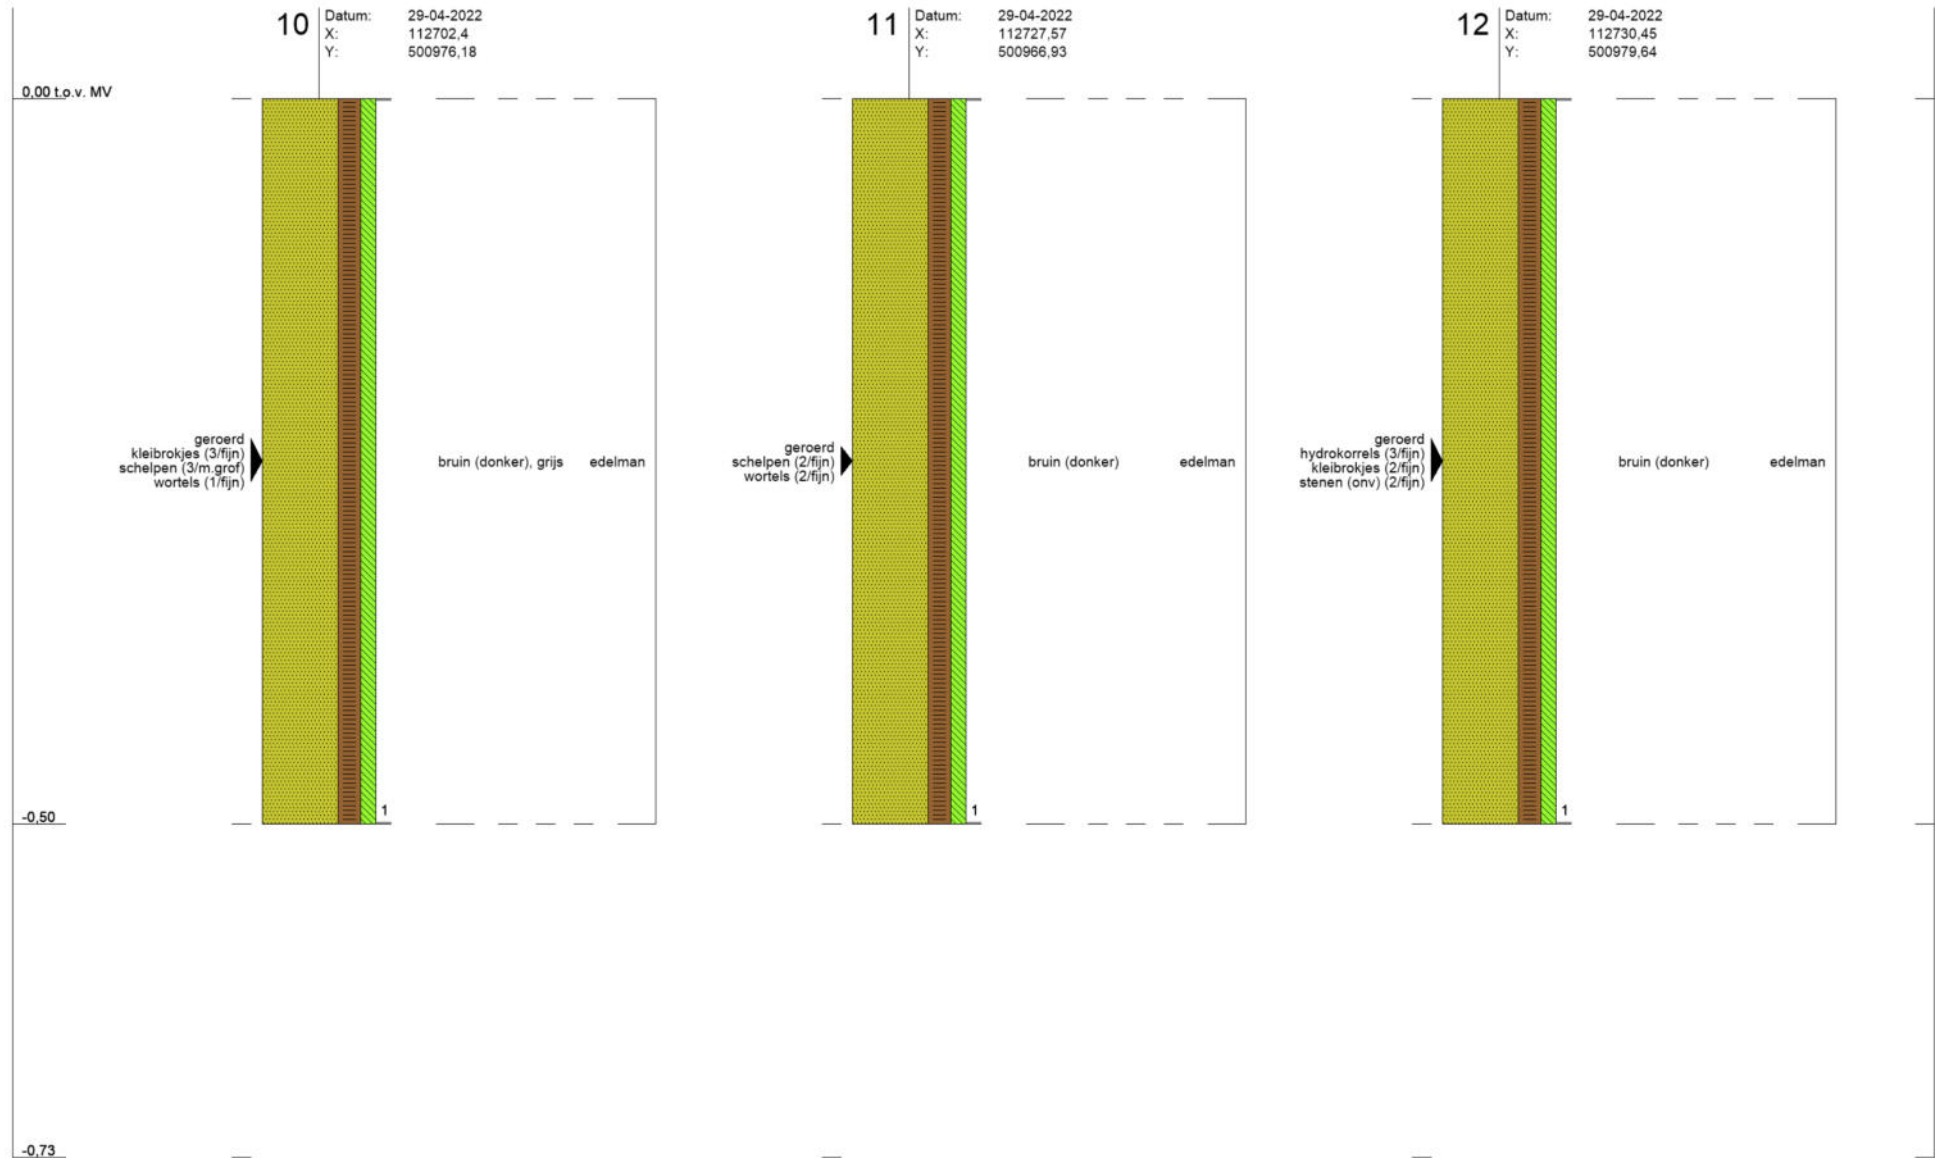 10
Datum: 29-04-2022
X: 112702,4
Y: 500976,18
11
Datum: 29-04-2022
X: 112727,57
Y: 500966,93
12
Datum: 29-04-2022
X: 112730,45
Y: 500979,64
0,00 t.o.v. MV
geroerd
kleibrokjes (3/fijn)
schelpen (3/m.grof)
wortels (1/fijn)
bruin (donker), grijs edelman
1
geroerd
schelpen (2/fijn)
wortels (2/fijn)
bruin (donker) edelman
1
geroerd
hydrokorrels (3/fijn)
kleibrokjes (2/fijn)
stenen (onv) (2/fijn)
bruin (donker) edelman
1
-0,50
-0,73